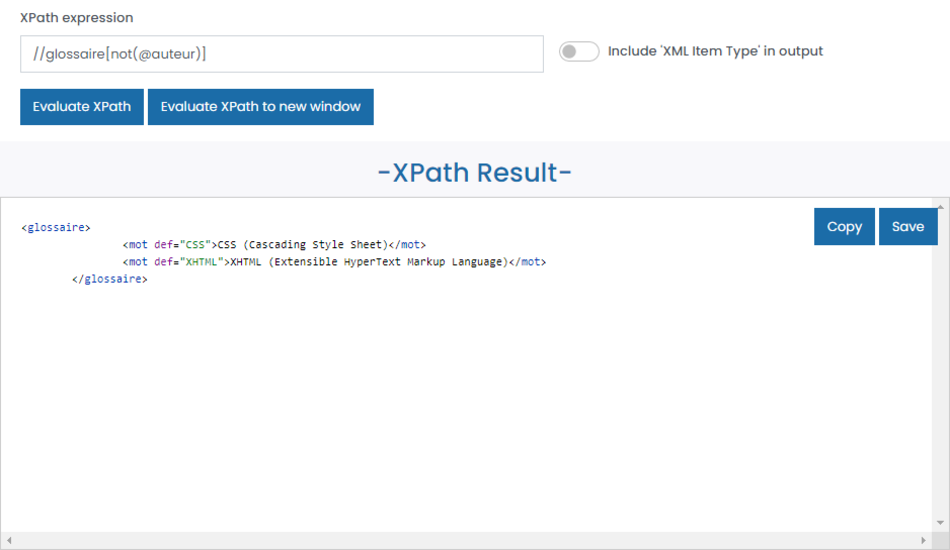 XPath expression
//glossaire[not(@auteur)]
Include 'XML Item Type' in output
Evaluate XPath
Evaluate XPath to new window
-XPath Result-
Copy
Save
<glossaire>
<mot def="CSS">CSS (Cascading Style Sheet)</mot>
<mot def="XHTML">XHTML (Extensible HyperText Markup Language)</mot>
</glossaire>